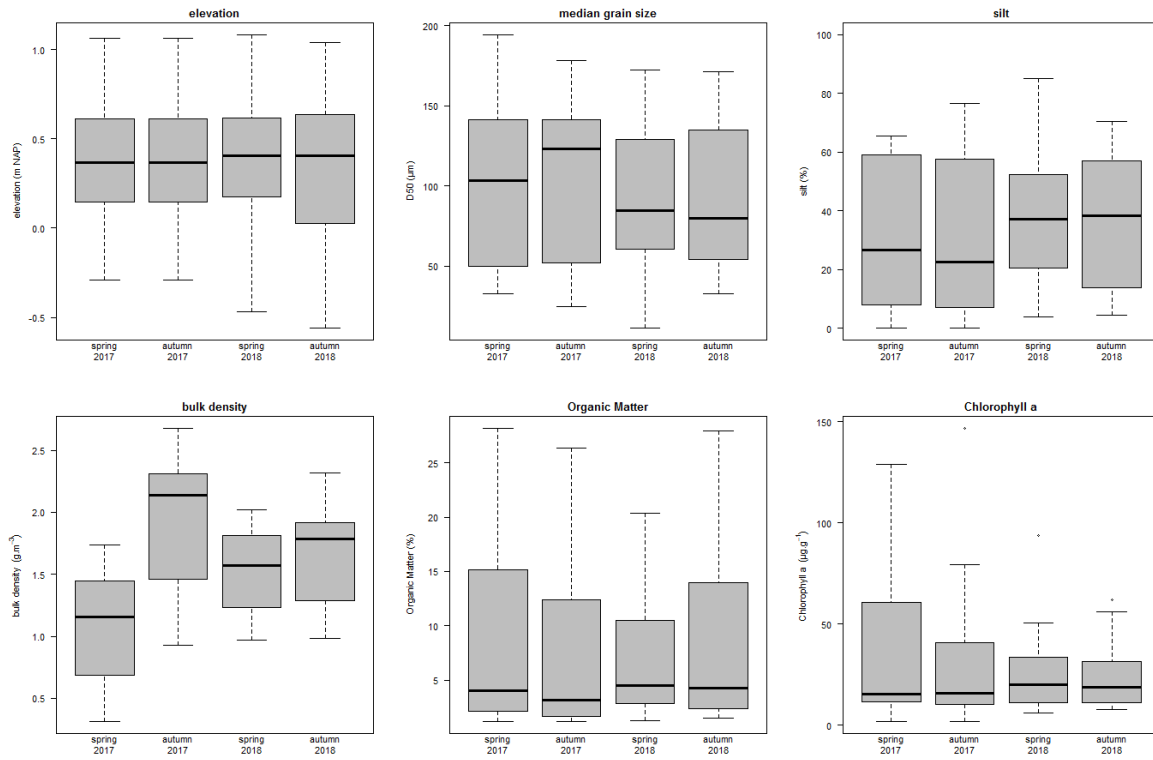 elevation
elevation (m NAP)
1.0
0.5
0.0
-0.5
spring autumn spring autumn
2017 2017 2018 2018
median grain size
D50 (µm)
200
150
100
50
spring autumn spring autumn
2017 2017 2018 2018
silt
silt (%)
100
80
60
40
20
0
spring autumn spring autumn
2017 2017 2018 2018
bulk density
bulk density (g.m⁻³)
2.5
2.0
1.5
1.0
0.5
spring autumn spring autumn
2017 2017 2018 2018
Organic Matter
Organic Matter (%)
25
20
15
10
5
spring autumn spring autumn
2017 2017 2018 2018
Chlorophyll a
Chlorophyll a (µg.g⁻¹)
150
100
50
0
spring autumn spring autumn
2017 2017 2018 2018